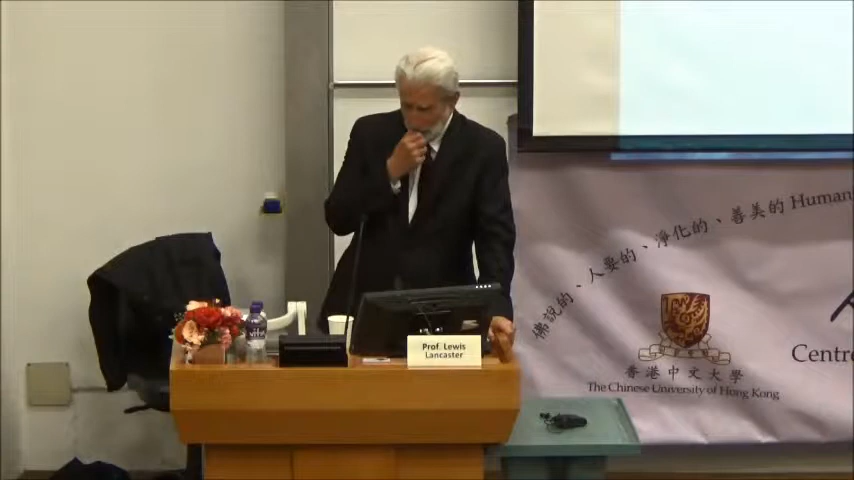 佛說的、人要的、淨化的、善美的 Human
Prof. Lewis
Lancaster
香港中文大學
The Chinese University of Hong Kong
Centre